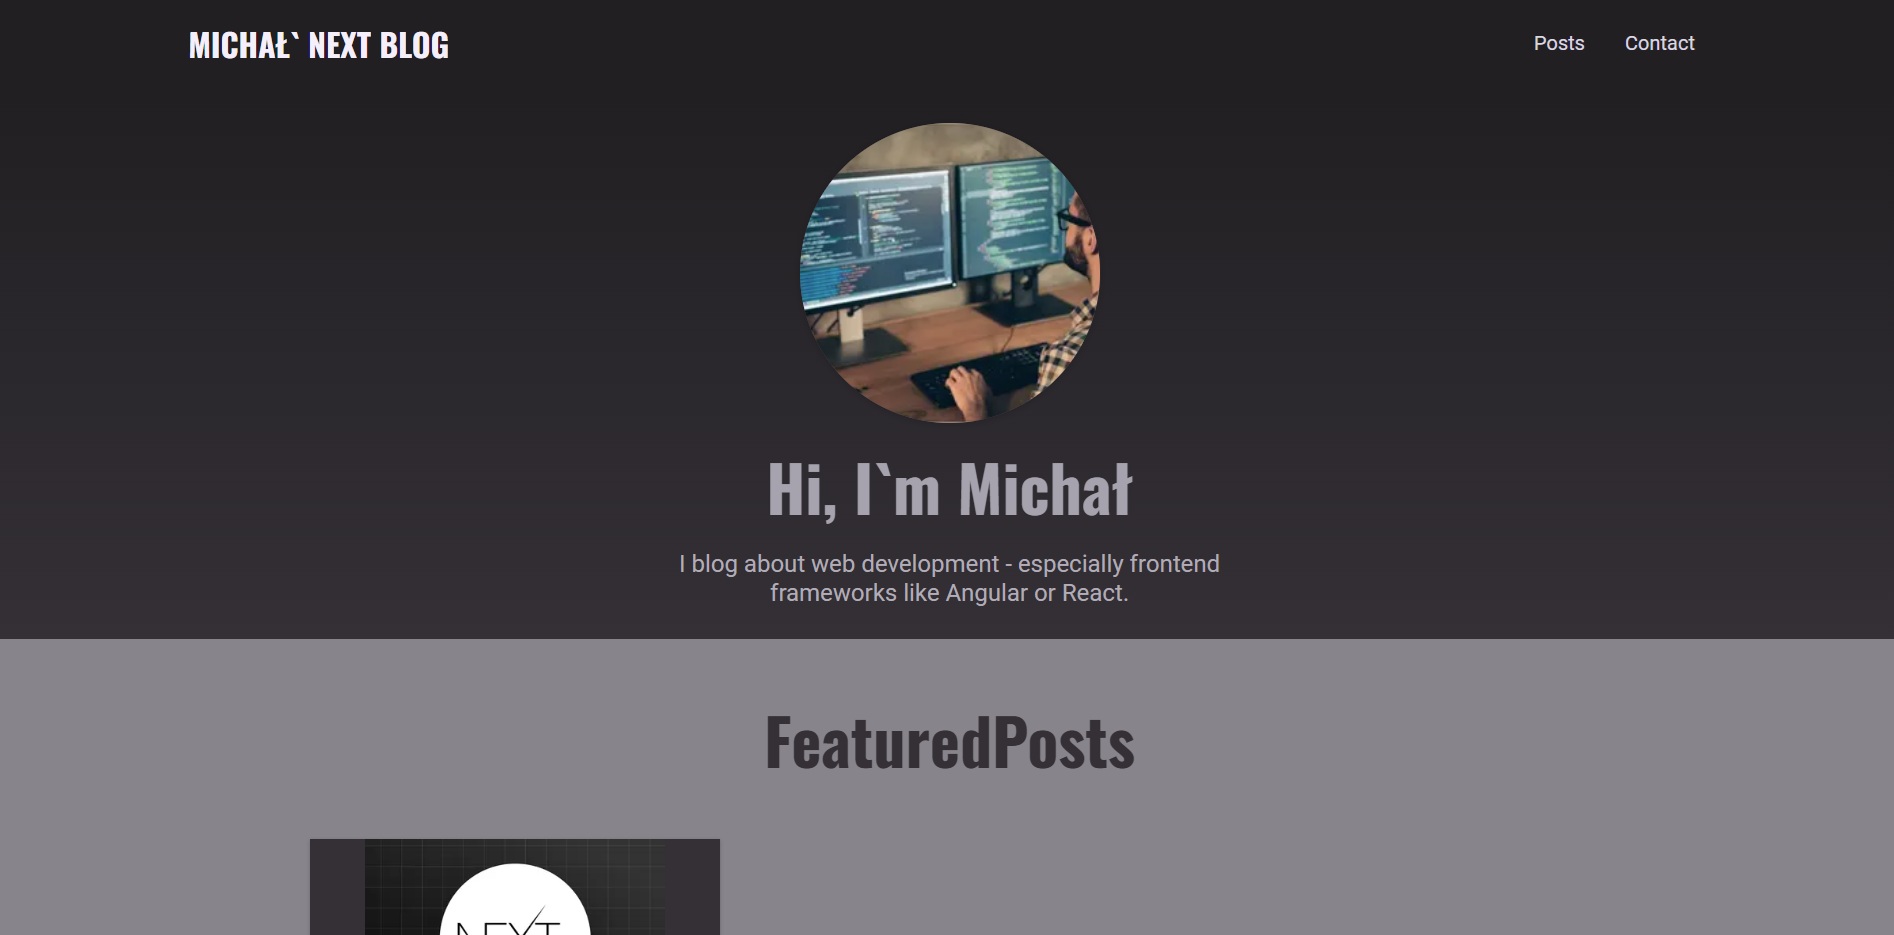 MICHAŁ` NEXT BLOG
Posts
Contact
Hi, I`m Michał
I blog about web development - especially frontend
frameworks like Angular or React.
FeaturedPosts
NEXT